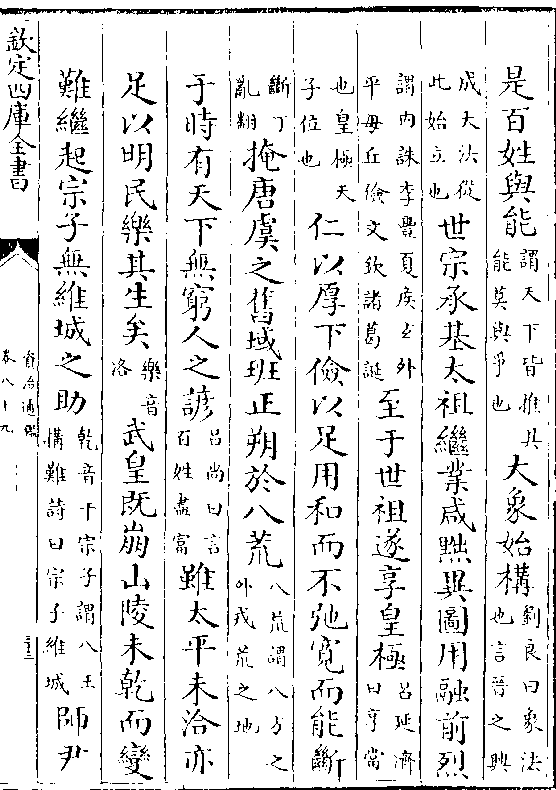 是百姓與能謂天下皆推其能莫與爭也大象始構劉良曰象法也言晉之興
成大法從此始立也世宗承基太祖繼業咸黜異圖用融前烈
謂内誅李豐夏侯玄外平毋丘儉文欽諸葛誕至于世祖遂享皇極吕延濟曰亨當
也皇極天子位也仁以厚下儉以足用和而不弛寛而能斷
斷丁亂翻掩唐虞之舊域班正朔於八荒八荒謂八方之外戎荒之地
于時有天下無窮人之諺吕尚曰言百姓盡富雖太平未洽亦
足以明民樂其生矣樂音洛武皇既崩山陵未乾而變
難繼起宗子無維城之助乾音干宗子謂八王構難詩曰宗子維城師尹
欽定四庫全書
資治通鑑
卷八十九